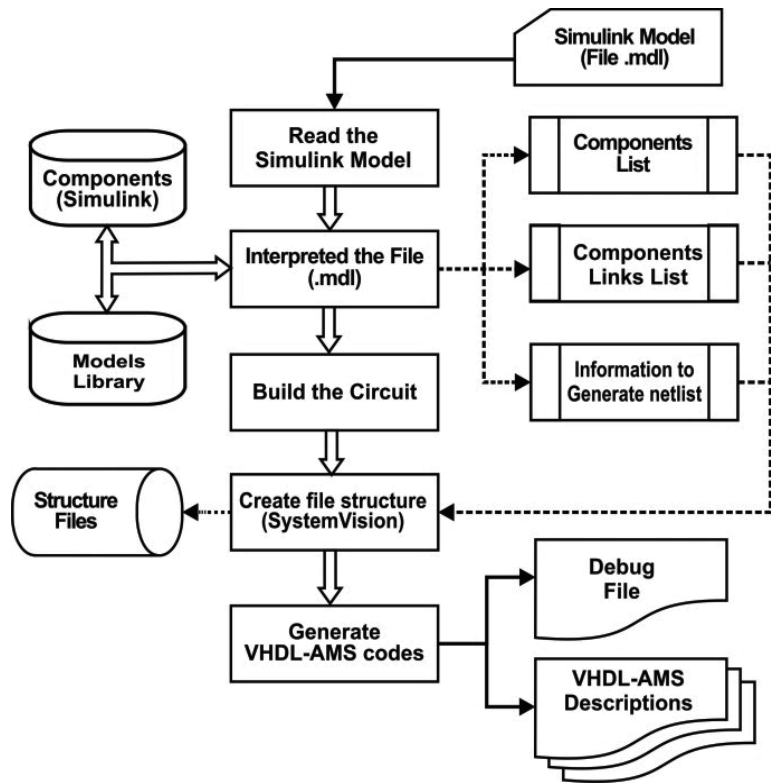 Simulink Model
(File .mdl)
Read the
Simulink Model
Components
(Simulink)
Components
List
Interpreted the File
(.mdl)
Components
Links List
Models
Library
Build the Circuit
Information to
Generate netlist
Structure
Files
Create file structure
(SystemVision)
Debug
File
Generate
VHDL-AMS codes
VHDL-AMS
Descriptions